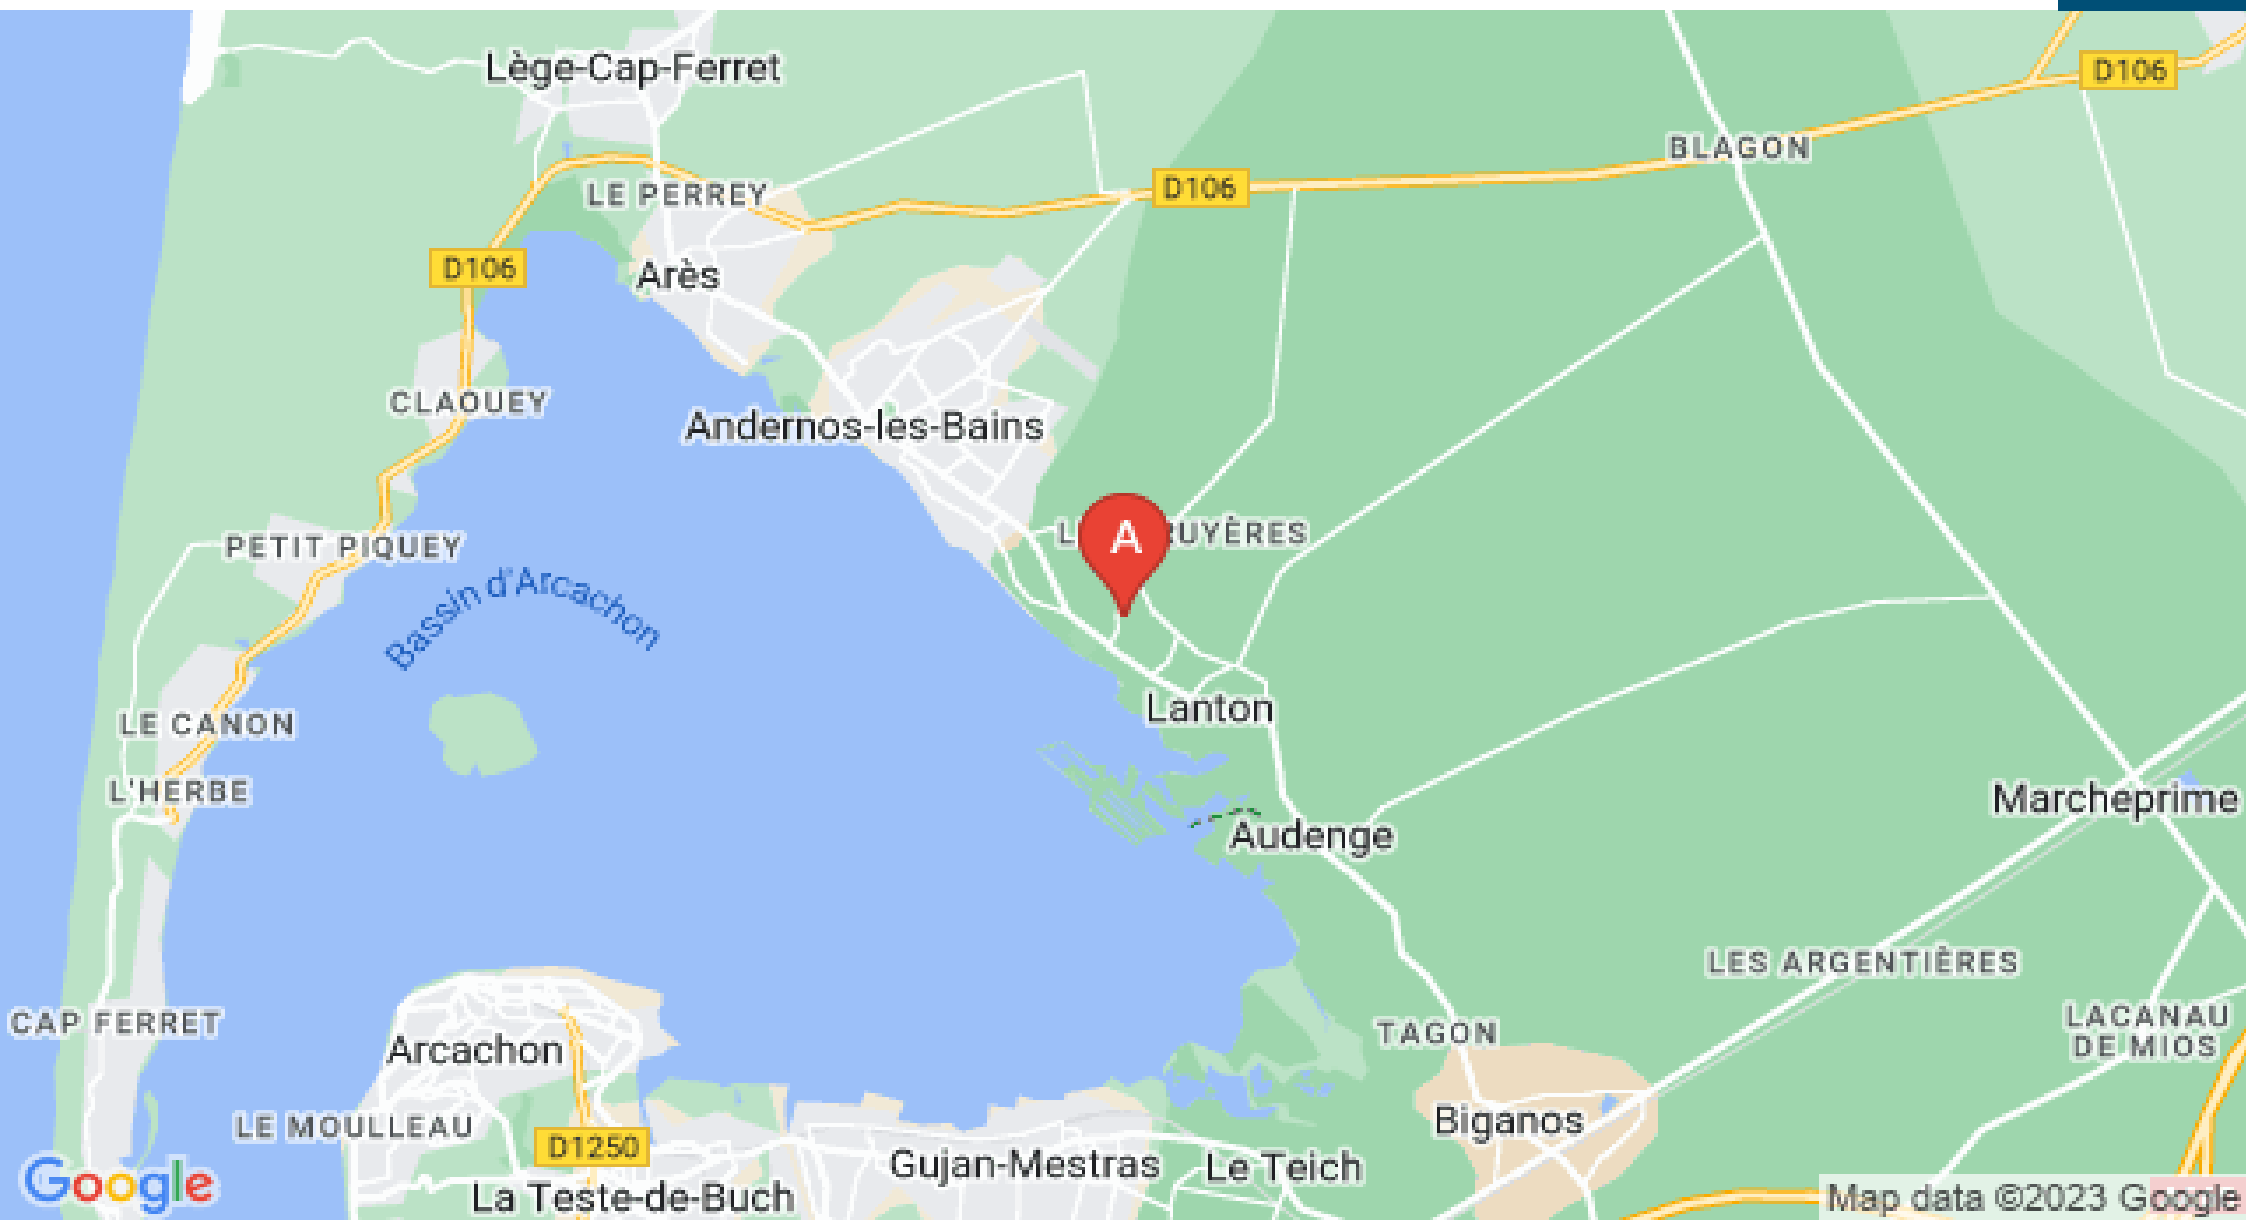 Lège-Cap-Ferret
D106
BLAGON
D106
LE PERREY
D106
Arès
CLAOUEY
Andernos-les-Bains
A
UYÈRES
PETIT PIQUEY
Bassin d'Arcachon
Lanton
LE CANON
L'HERBE
Marcheprime
Audenge
LES ARGENTIÈRES
CAP FERRET
LACANAU
DE MIOS
TAGON
Arcachon
Biganos
LE MOULLEAU
D1250
Gujan-Mestras
Le Teich
Google
La Teste-de-Buch
Map data ©2023 Google